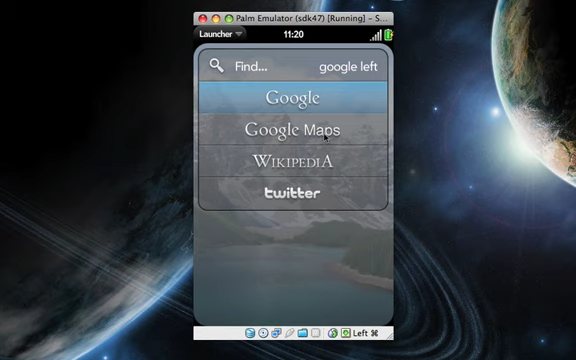 Palm Emulator (sdk47) [Running] – S...
Launcher 11:20
Find... google left
Google
Google Maps
WIKIPEDIA
twitter
Left ⌘